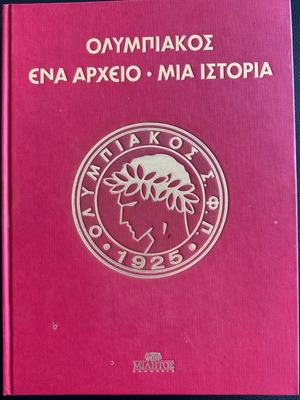 ΟΛΥΜΠΙΑΚΟΣ
ΕΝΑ ΑΡΧΕΙΟ · ΜΙΑ ΙΣΤΟΡΙΑ
ΟΛΥΜΠΙΑΚΟΣ Σ.Φ.Π.
· 1925 ·
ΜΙΛΗΤΟΣ